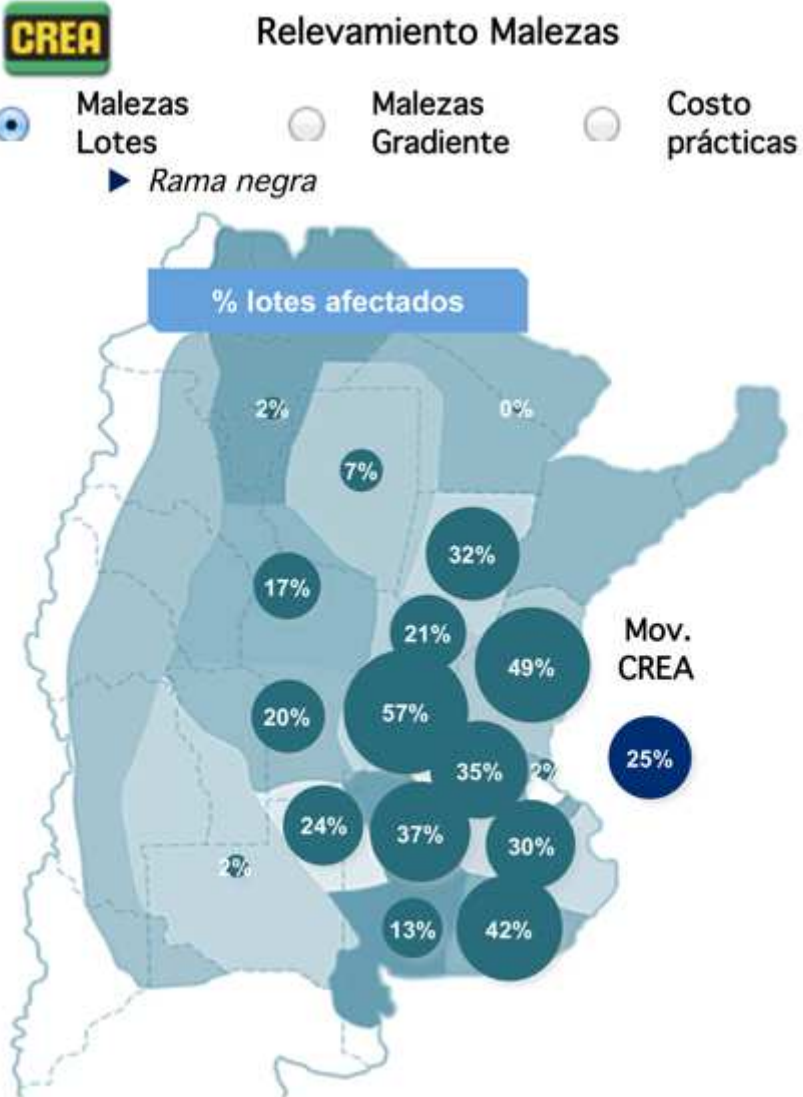 CREA
Relevamiento Malezas
Malezas
Lotes
Malezas
Gradiente
Costo
prácticas
Rama negra
% lotes afectados
2%
0%
7%
32%
17%
21%
49%
Mov.
CREA
57%
20%
35%
2%
25%
24%
37%
30%
2%
13%
42%